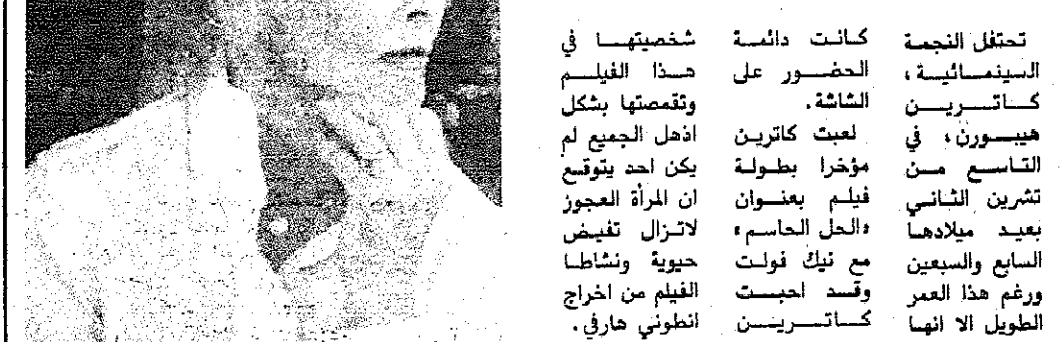 تحتفل النجمة
السينمائية،
كاترين
هيبورن، في
التاسع من
تشرين الثاني
بعيد ميلادها
السابع والسبعين
ورغم هذا العمر
الطويل الا انها
كانت دائمة
الحضور على
الشاشة.
لعبت كاترين
مؤخرا بطولة
فيلم بعنوان
«الحل الحاسم»
مع نيك فولت
وقد احبت
كاترين
شخصيتها في
هذا الفيلم
وتقمصتها بشكل
اذهل الجميع لم
يكن احد يتوقع
ان المرأة العجوز
لاتزال تفيض
حيوية ونشاطا
الفيلم من اخراج
انطوني هارفي.